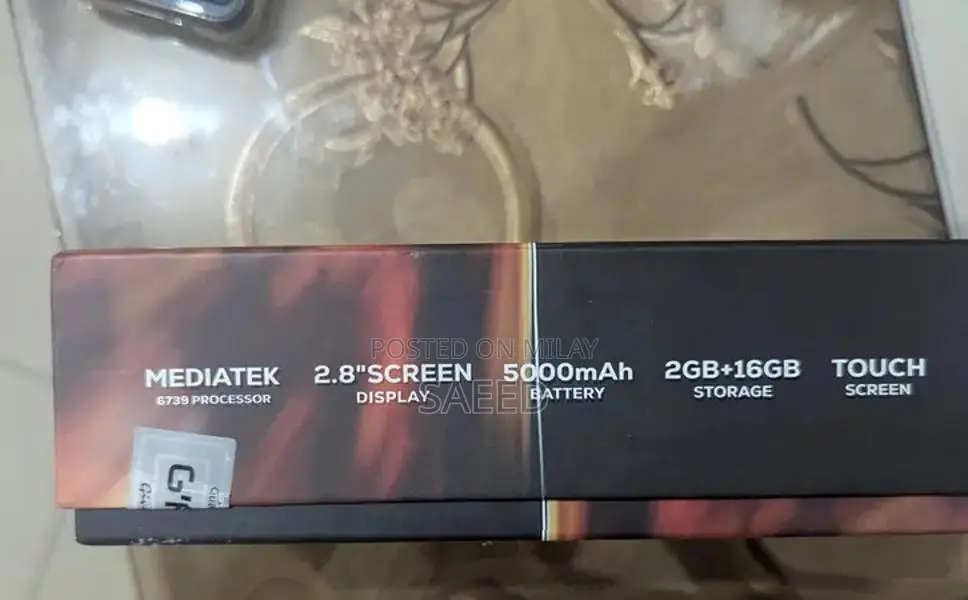 POSTED ON MILAY
SAEED
MEDIATEK
6739 PROCESSOR
2.8"SCREEN
DISPLAY
5000mAh
BATTERY
2GB+16GB
STORAGE
TOUCH
SCREEN